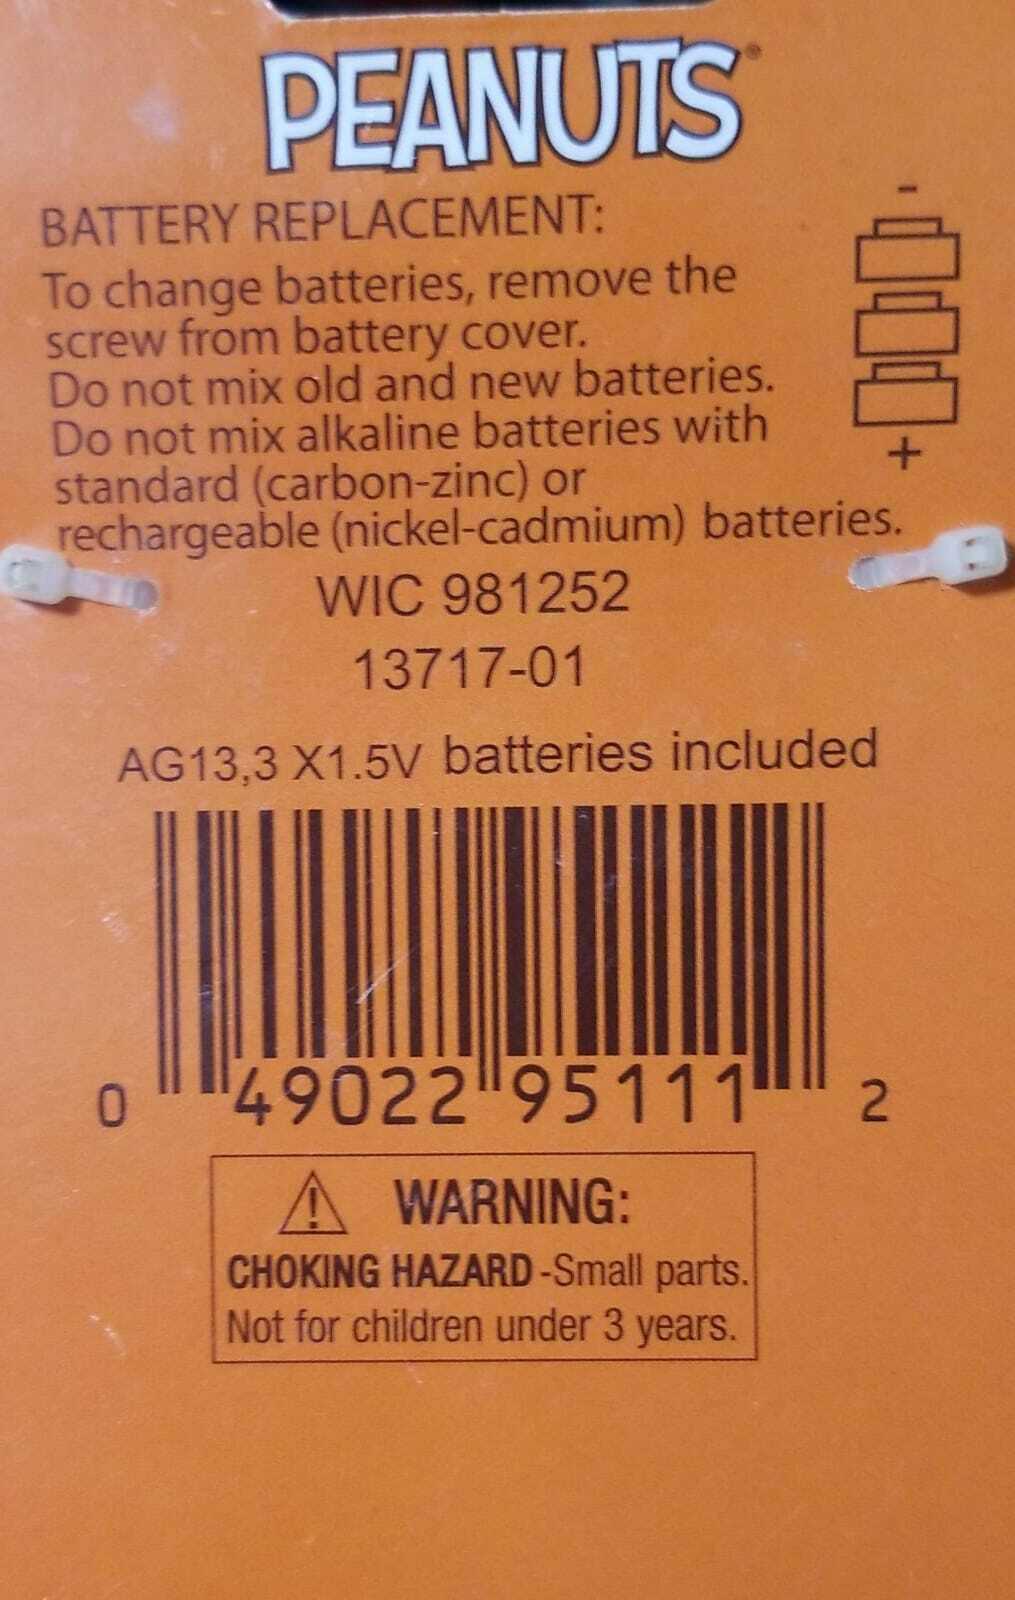 PEANUTS®
BATTERY REPLACEMENT:
-
To change batteries, remove the
screw from battery cover.
Do not mix old and new batteries.
Do not mix alkaline batteries with
+
standard (carbon-zinc) or
rechargeable (nickel-cadmium) batteries.
WIC 981252
13717-01
AG13,3 X1.5V batteries included
0 49022 95111 2
! WARNING:
CHOKING HAZARD -Small parts.
Not for children under 3 years.